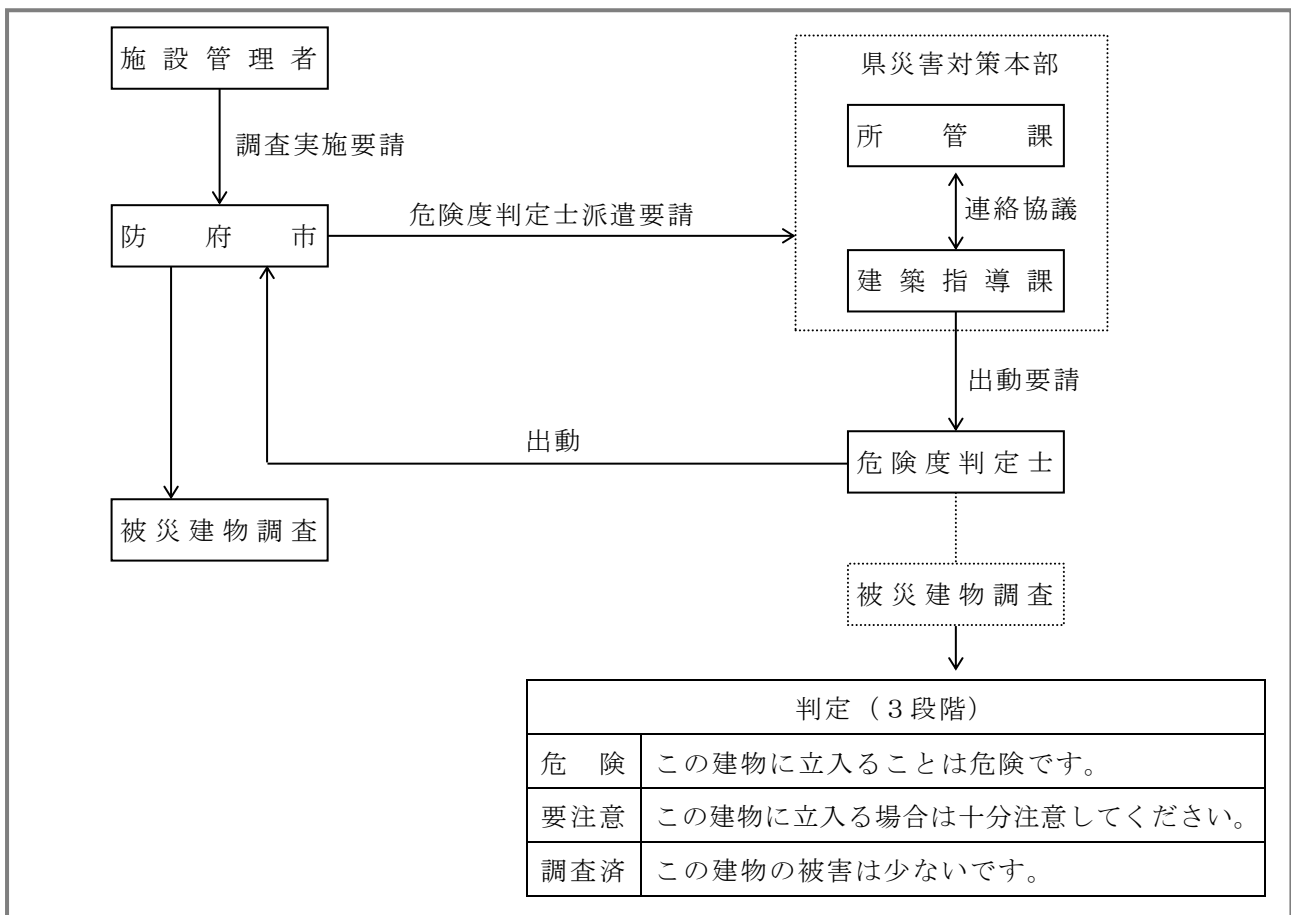 施設管理者
県災害対策本部
所管課
調査実施要請
連絡協議
防府市
危険度判定士派遣要請
建築指導課
出動要請
出動
危険度判定士
被災建物調査
被災建物調査
判定（３段階）
危険 この建物に立入ることは危険です。
要注意 この建物に立入る場合は十分注意してください。
調査済 この建物の被害は少ないです。